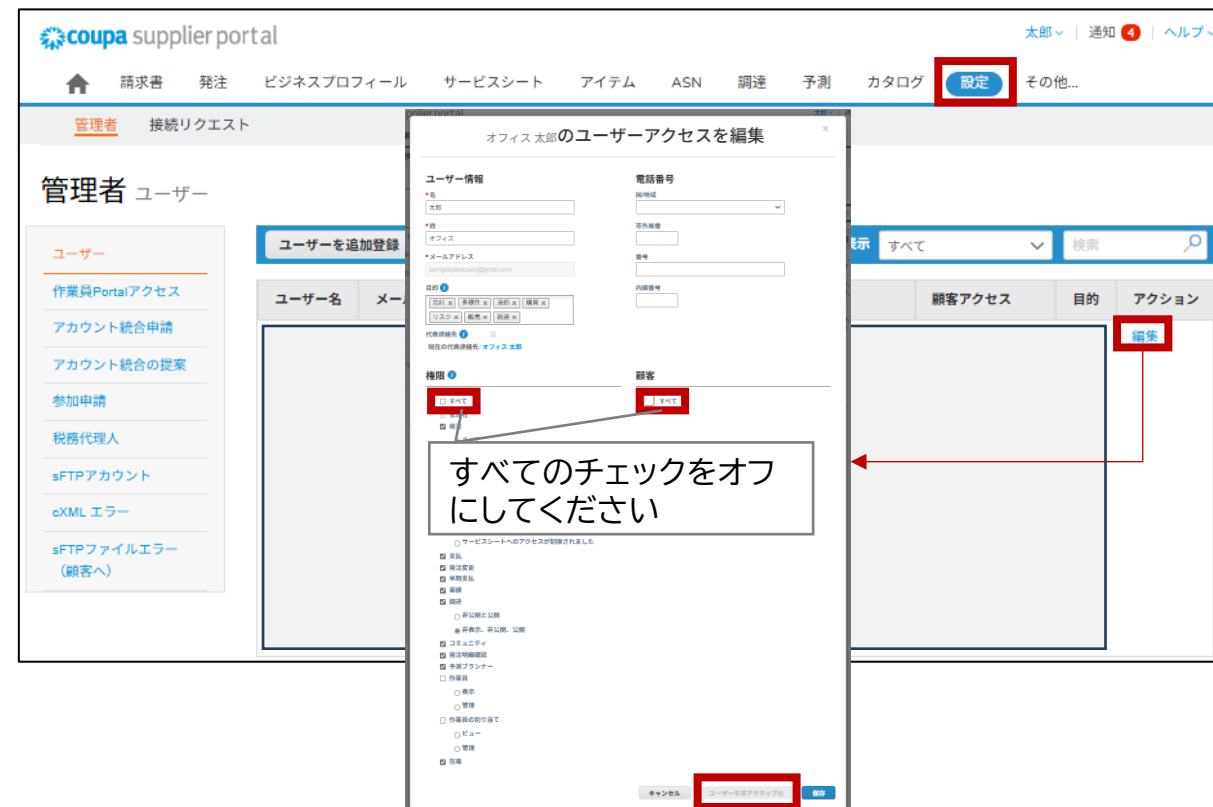 coupa supplier portal
太郎 通知 4 ヘルプ
請求書 発注 ビジネスプロフィール サービスシート アイテム ASN 調達 予測 カタログ 設定 その他...
管理者 接続リクエスト
管理者 ユーザー
ユーザー
作業員Portalアクセス
アカウント統合申請
アカウント統合の提案
参加申請
税務代理人
sFTPアカウント
cXML エラー
sFTPファイルエラー
（顧客へ）
ユーザーを追加登録
表示 すべて 検索
ユーザー名 顧客アクセス 目的 アクション
編集
オフィス 太郎のユーザーアクセスを編集 ×
ユーザー情報
*名
太郎
*姓
オフィス
*メールアドレス
目的
会計 × 多様性 × 法的 × 購買 ×
リスク × 販売 × 調達 ×
代表連絡先
現在の代表連絡先: オフィス 太郎
電話番号
国/地域
市外局番
番号
内線番号
権限
すべて
顧客
すべて
すべてのチェックをオフ
にしてください
サービスシートへのアクセスが制限されました
支払
発注変更
早期支払
業績
調達
非公開と公開
非表示、非公開、公開
コミュニティ
発注明細確認
予測プランナー
作業員
表示
管理
作業員の割り当て
ビュー
管理
在庫
キャンセル ユーザーを非アクティブ化 保存